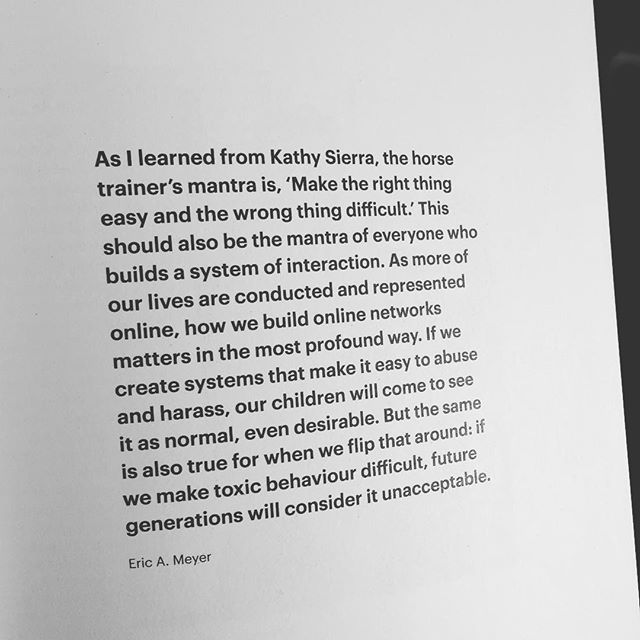 As I learned from Kathy Sierra, the horse
trainer’s mantra is, ‘Make the right thing
easy and the wrong thing difficult.’ This
should also be the mantra of everyone who
builds a system of interaction. As more of
our lives are conducted and represented
online, how we build online networks
matters in the most profound way. If we
create systems that make it easy to abuse
and harass, our children will come to see
it as normal, even desirable. But the same
is also true for when we flip that around: if
we make toxic behaviour difficult, future
generations will consider it unacceptable.
Eric A. Meyer